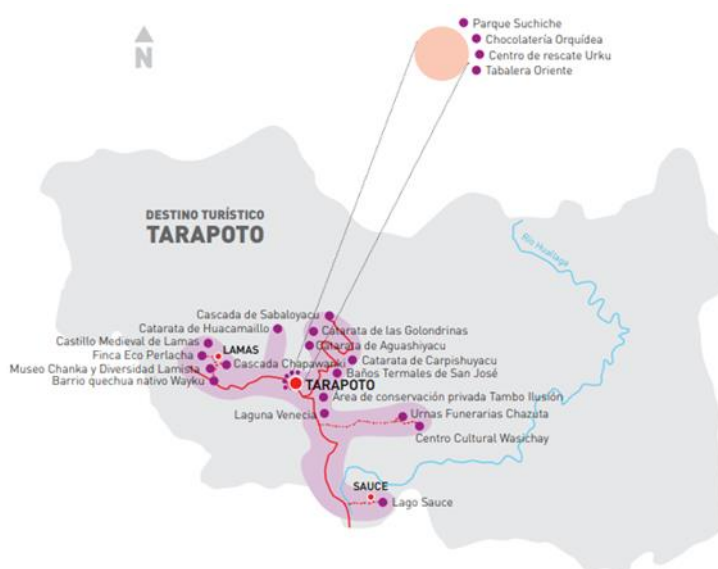 Parque Suchiche
Chocolatería Orquídea
Centro de rescate Urku
Tabalera Oriente
N
DESTINO TURÍSTICO
TARAPOTO
Río Huallaga
Cascada de Sabaloyacu
Catarata de Huacamaillo
Catarata de las Golondrinas
Castillo Medieval de Lamas
Catarata de Aguashiyacu
Finca Eco Perlacha
LAMAS
Catarata de Carpishuyacu
Museo Chanka y Diversidad Lamista
Cascada Chapawanki
Baños Termales de San José
Barrio quechua nativo Wayku
TARAPOTO
Área de conservación privada Tambo Ilusión
Laguna Venecia
Urnas Funerarias Chazuta
Centro Cultural Wasichay
SAUCE
Lago Sauce